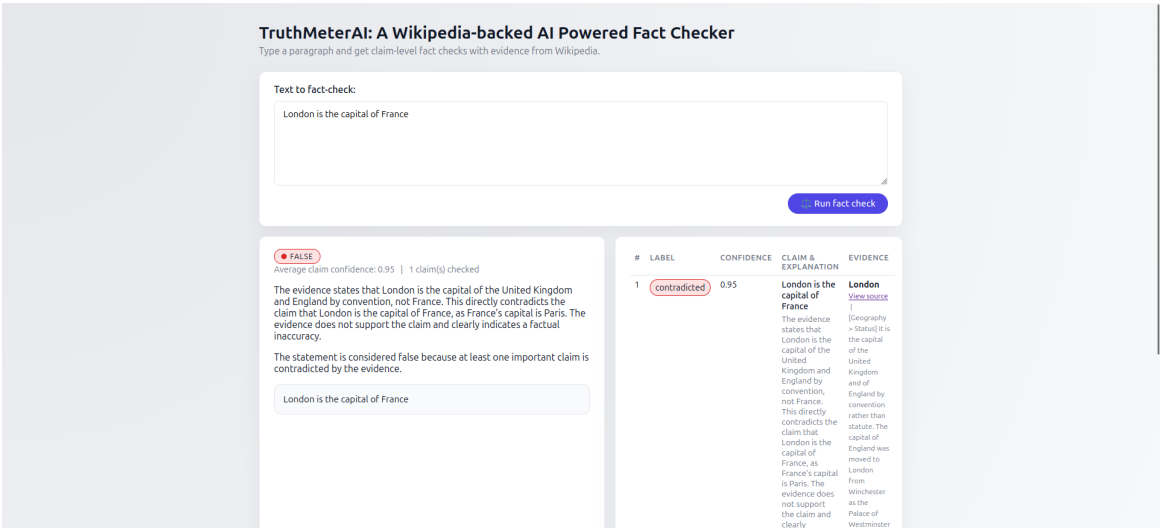 TruthMeterAI: A Wikipedia-backed AI Powered Fact Checker
Type a paragraph and get claim-level fact checks with evidence from Wikipedia.
Text to fact-check:
London is the capital of France
Run fact check
FALSE
Average claim confidence: 0.95 | 1 claim(s) checked
The evidence states that London is the capital of the United Kingdom
and England by convention, not France. This directly contradicts the
claim that London is the capital of France, as France's capital is Paris. The
evidence does not support the claim and clearly indicates a factual
inaccuracy.
The statement is considered false because at least one important claim is
contradicted by the evidence.
London is the capital of France
# LABEL CONFIDENCE CLAIM & EVIDENCE
EXPLANATION
1 contradicted 0.95
London is the
capital of
France
The evidence
states that
London is the
capital of the
United
Kingdom and
England by
convention,
not France.
This directly
contradicts the
claim that
London is the
capital of
France, as
France's capital
is Paris. The
evidence does
not support
the claim and
clearly
London
View source
|
[Geography
> Status] It is
the capital
of the
United
Kingdom
and of
England by
convention
rather than
statute. The
capital of
England was
moved to
London
from
Winchester
as the
Palace of
Westminster